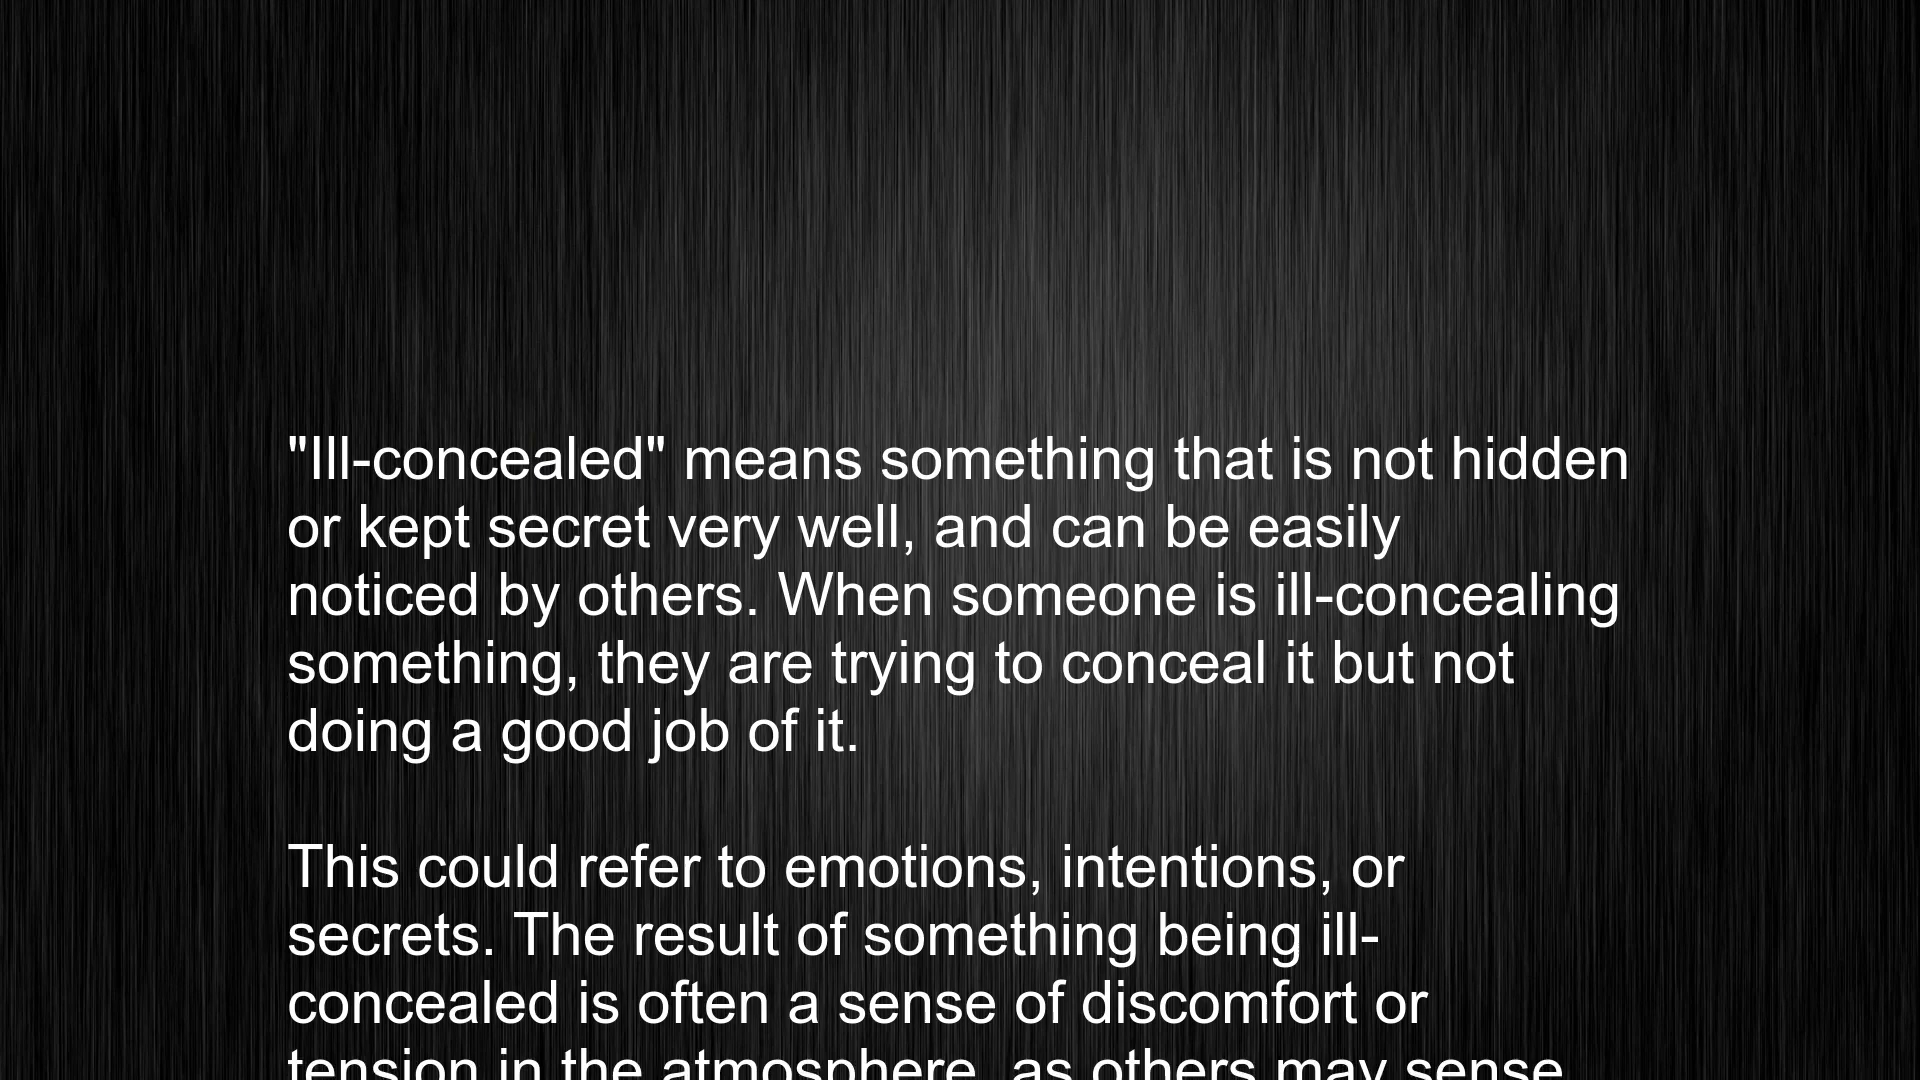 "Ill-concealed" means something that is not hidden
or kept secret very well, and can be easily
noticed by others. When someone is ill-concealing
something, they are trying to conceal it but not
doing a good job of it.
This could refer to emotions, intentions, or
secrets. The result of something being ill-
concealed is often a sense of discomfort or
tension in the atmosphere, as others may sense